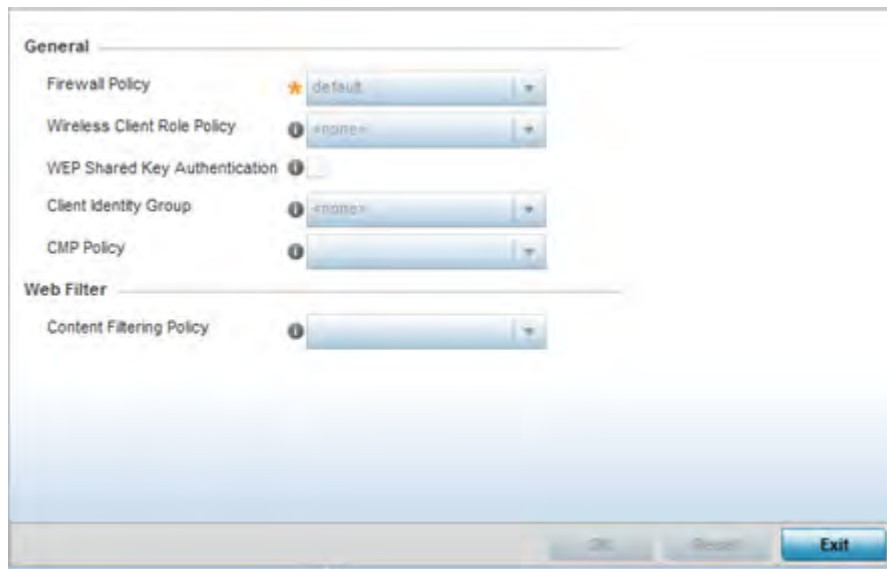 General
Firewall Policy
default
Wireless Client Role Policy
<none>
WEP Shared Key Authentication
Client Identity Group
<none>
CMP Policy
Web Filter
Content Filtering Policy
OK
Reset
Exit